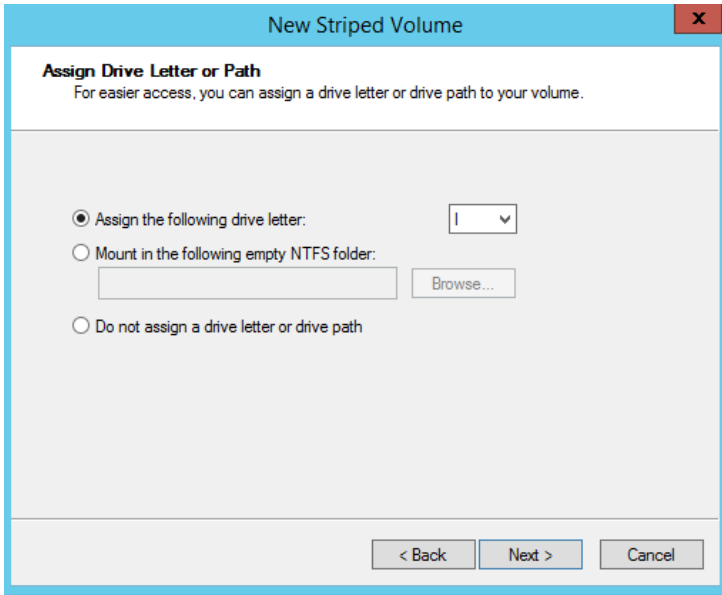 New Striped Volume
x
Assign Drive Letter or Path
For easier access, you can assign a drive letter or drive path to your volume.
Assign the following drive letter: I
Mount in the following empty NTFS folder:
Browse...
Do not assign a drive letter or drive path
< Back Next > Cancel